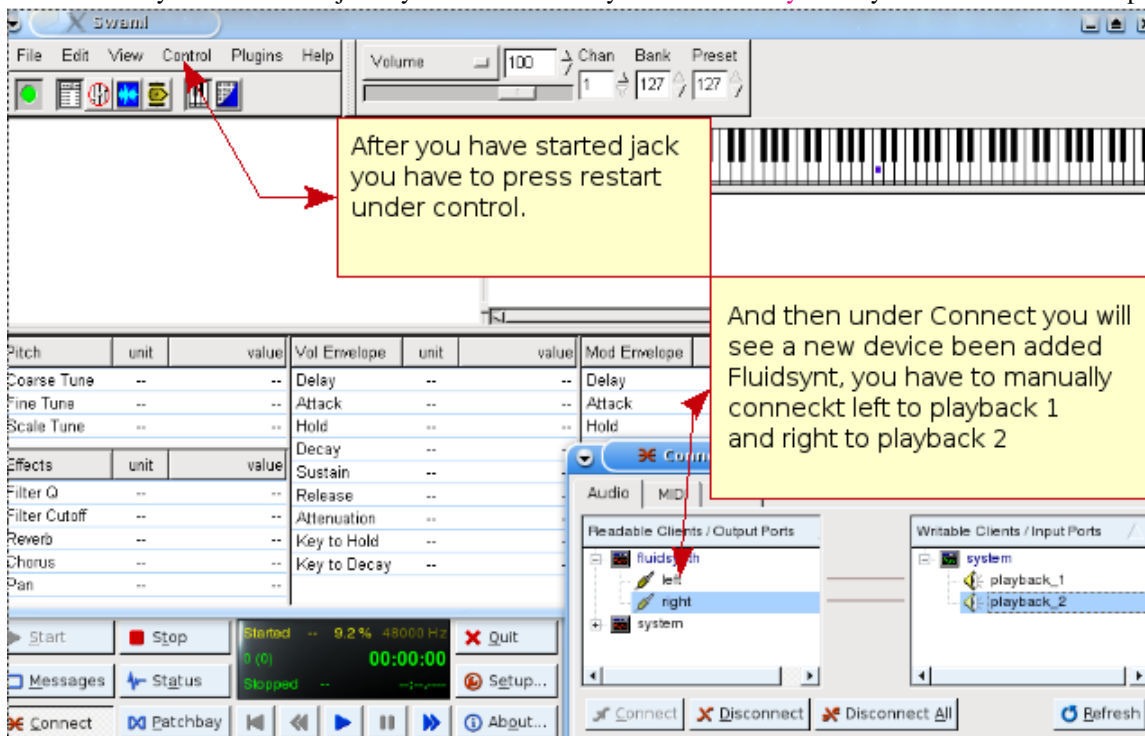 Swami
File Edit View Control Plugins Help
Volume 100 Chan Bank Preset
1 127 127
After you have started jack
you have to press restart
under control.
And then under Connect you will
see a new device been added
Fluidsynt, you have to manually
conneckt left to playback 1
and right to playback 2
Pitch unit value Vol Envelope unit value Mod Envelope
Coarse Tune -- -- Delay -- -- Delay
Fine Tune -- -- Attack -- -- Attack
Scale Tune -- -- Hold -- -- Hold
Decay --
Effects unit value Sustain --
Filter Q -- -- Release --
Filter Cutoff -- -- Attenuation --
Reverb -- -- Key to Hold --
Chorus -- -- Key to Decay --
Pan -- --
Audio MIDI
Readable Clients / Output Ports
fluidsynth
left
right
system
Writable Clients / Input Ports
system
playback_1
playback_2
Connect Disconnect Disconnect All Refresh
Start Stop Started -- 9.2 % 48000 Hz Quit
0 (0) 00:00:00
Messages Status Stopped -- --:--.---- Setup...
Connect Patchbay About...